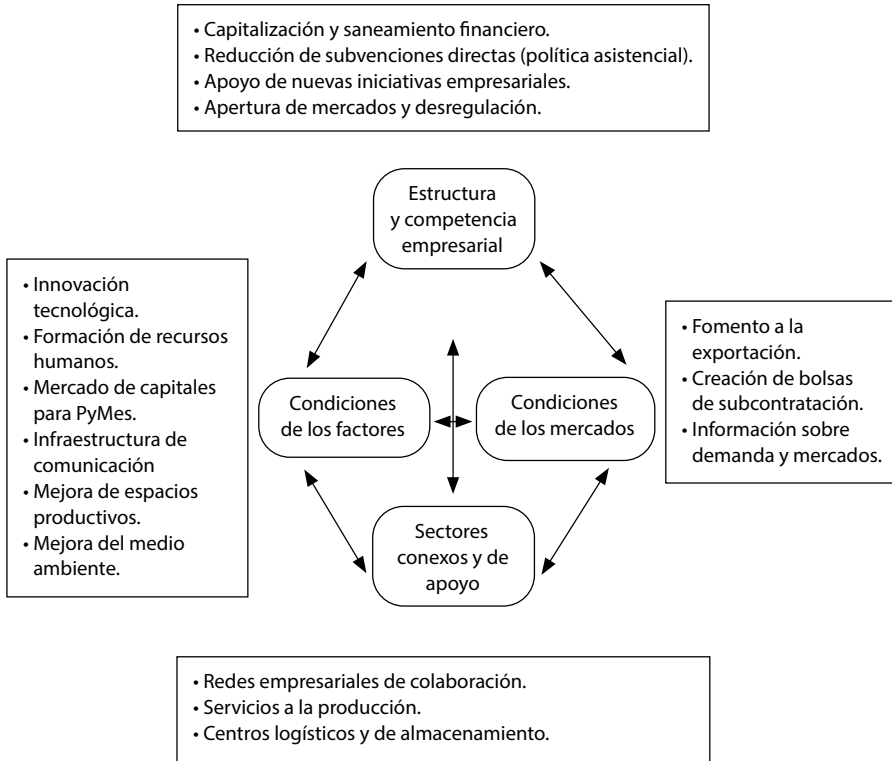 • Capitalización y saneamiento financiero.
• Reducción de subvenciones directas (política asistencial).
• Apoyo de nuevas iniciativas empresariales.
• Apertura de mercados y desregulación.
Estructura
y competencia
empresarial
• Innovación
tecnológica.
• Formación de recursos
humanos.
• Mercado de capitales
para PyMes.
• Infraestructura de
comunicación
• Mejora de espacios
productivos.
• Mejora del medio
ambiente.
Condiciones
de los factores
Condiciones
de los mercados
• Fomento a la
exportación.
• Creación de bolsas
de subcontratación.
• Información sobre
demanda y mercados.
Sectores
conexos y de
apoyo
• Redes empresariales de colaboración.
• Servicios a la producción.
• Centros logísticos y de almacenamiento.